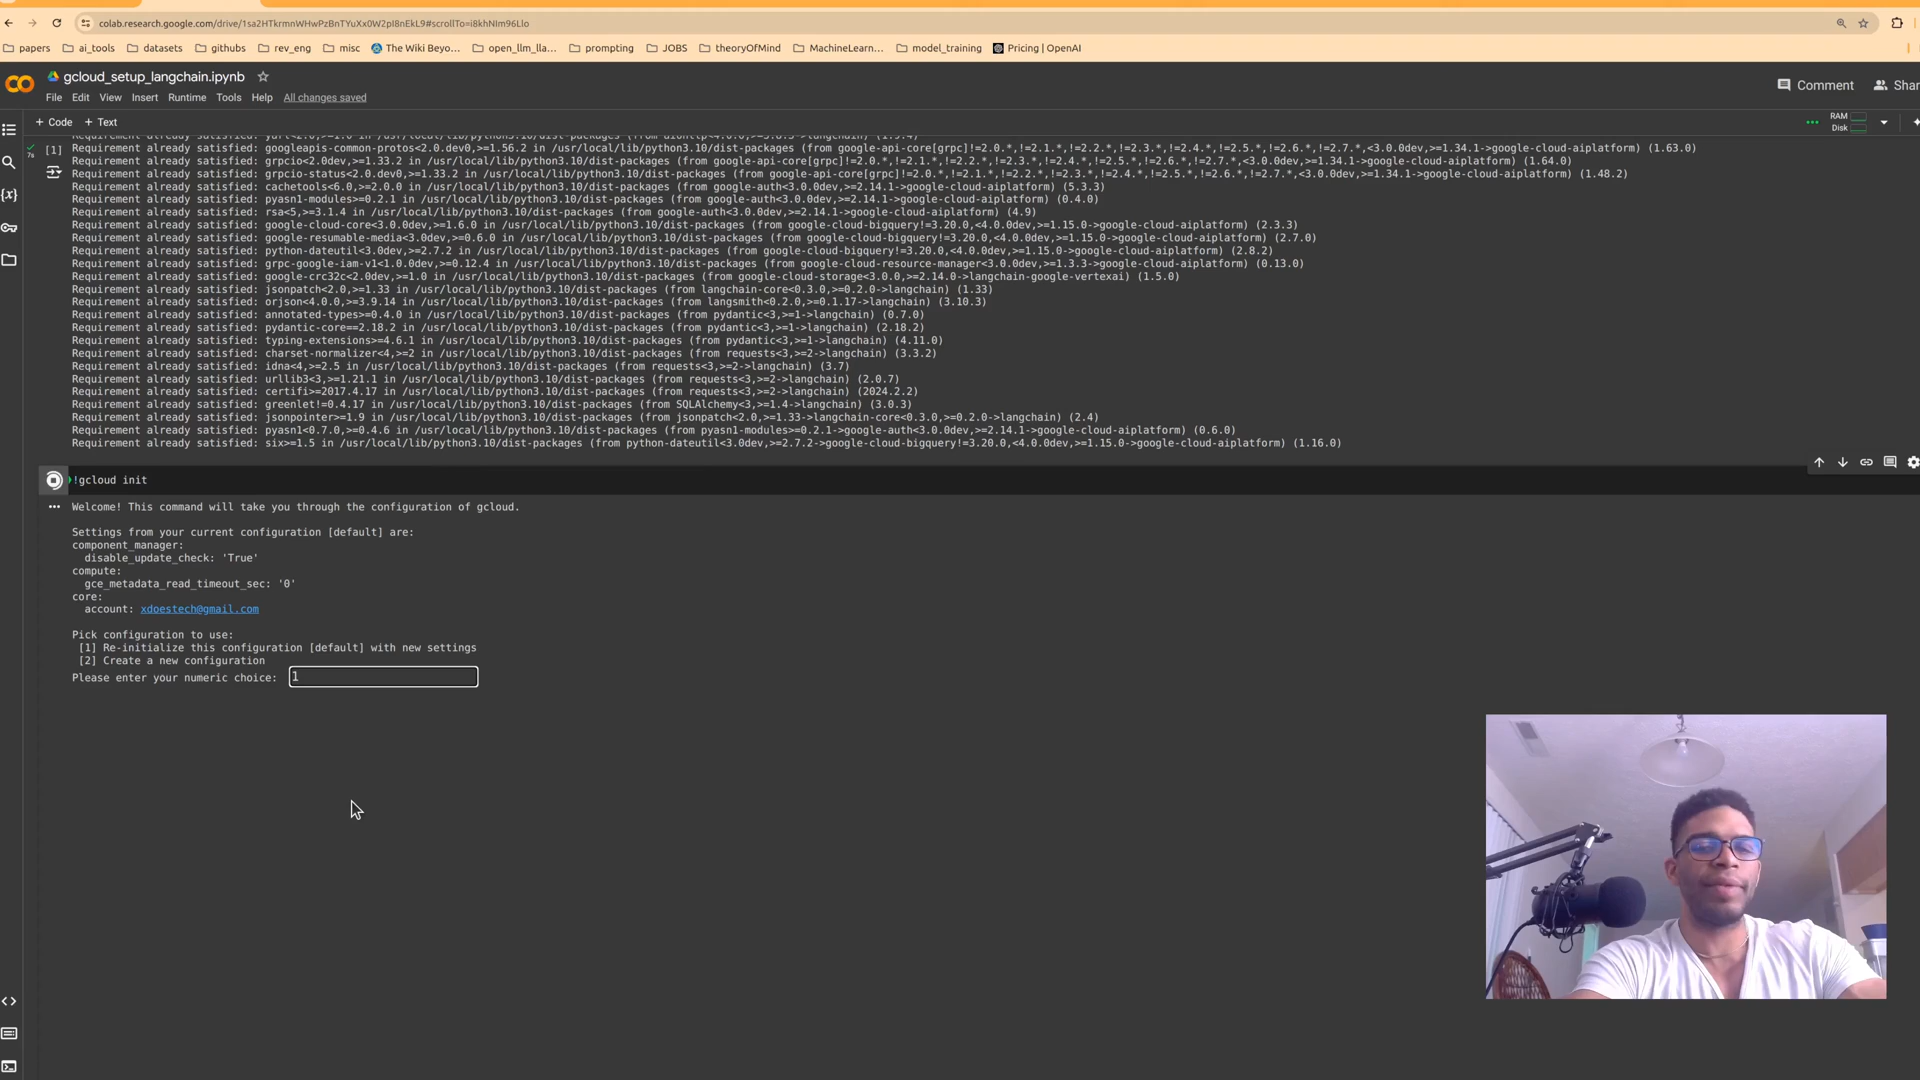 colab.research.google.com/drive/1sa2HTkrmnWHwPzBnTYuXx0W2pI8nEkL9#scrollTo=i8khNIm96Llo
papers ai_tools datasets githubs rev_eng misc The Wiki Beyo... open_llm_lla... prompting JOBS theoryOfMind MachineLearn... model_training Pricing | OpenAI
gcloud_setup_langchain.ipynb
Comment Shar
File Edit View Insert Runtime Tools Help All changes saved
+ Code + Text
RAM
Disk
[1]
7s
Requirement already satisfied: yarl<2.0,>=1.0 in /usr/local/lib/python3.10/dist-packages (from aiohttp<4.0.0,>=3.8.3->langchain) (1.9.4)
Requirement already satisfied: googleapis-common-protos<2.0.dev0,>=1.56.2 in /usr/local/lib/python3.10/dist-packages (from google-api-core[grpc]!=2.0.*,!=2.1.*,!=2.2.*,!=2.3.*,!=2.4.*,!=2.5.*,!=2.6.*,!=2.7.*,<3.0.0dev,>=1.34.1->google-cloud-aiplatform) (1.63.0)
Requirement already satisfied: grpcio<2.0dev,>=1.33.2 in /usr/local/lib/python3.10/dist-packages (from google-api-core[grpc]!=2.0.*,!=2.1.*,!=2.2.*,!=2.3.*,!=2.4.*,!=2.5.*,!=2.6.*,!=2.7.*,<3.0.0dev,>=1.34.1->google-cloud-aiplatform) (1.64.0)
Requirement already satisfied: grpcio-status<2.0.dev0,>=1.33.2 in /usr/local/lib/python3.10/dist-packages (from google-api-core[grpc]!=2.0.*,!=2.1.*,!=2.2.*,!=2.3.*,!=2.4.*,!=2.5.*,!=2.6.*,!=2.7.*,<3.0.0dev,>=1.34.1->google-cloud-aiplatform) (1.48.2)
Requirement already satisfied: cachetools<6.0,>=2.0.0 in /usr/local/lib/python3.10/dist-packages (from google-auth<3.0.0dev,>=2.14.1->google-cloud-aiplatform) (5.3.3)
Requirement already satisfied: pyasn1-modules>=0.2.1 in /usr/local/lib/python3.10/dist-packages (from google-auth<3.0.0dev,>=2.14.1->google-cloud-aiplatform) (0.4.0)
Requirement already satisfied: rsa<5,>=3.1.4 in /usr/local/lib/python3.10/dist-packages (from google-auth<3.0.0dev,>=2.14.1->google-cloud-aiplatform) (4.9)
Requirement already satisfied: google-cloud-core<3.0.0dev,>=1.6.0 in /usr/local/lib/python3.10/dist-packages (from google-cloud-bigquery!=3.20.0,<4.0.0dev,>=1.15.0->google-cloud-aiplatform) (2.3.3)
Requirement already satisfied: google-resumable-media<3.0dev,>=0.6.0 in /usr/local/lib/python3.10/dist-packages (from google-cloud-bigquery!=3.20.0,<4.0.0dev,>=1.15.0->google-cloud-aiplatform) (2.7.0)
Requirement already satisfied: python-dateutil<3.0dev,>=2.7.2 in /usr/local/lib/python3.10/dist-packages (from google-cloud-bigquery!=3.20.0,<4.0.0dev,>=1.15.0->google-cloud-aiplatform) (2.8.2)
Requirement already satisfied: grpc-google-iam-v1<1.0.0dev,>=0.12.4 in /usr/local/lib/python3.10/dist-packages (from google-cloud-resource-manager<3.0.0dev,>=1.3.3->google-cloud-aiplatform) (0.13.0)
Requirement already satisfied: google-crc32c<2.0dev,>=1.0 in /usr/local/lib/python3.10/dist-packages (from google-cloud-storage<3.0.0,>=2.14.0->langchain-google-vertexai) (1.5.0)
Requirement already satisfied: jsonpatch<2.0,>=1.33 in /usr/local/lib/python3.10/dist-packages (from langchain-core<0.3.0,>=0.2.0->langchain) (1.33)
Requirement already satisfied: orjson<4.0.0,>=3.9.14 in /usr/local/lib/python3.10/dist-packages (from langsmith<0.2.0,>=0.1.17->langchain) (3.10.3)
Requirement already satisfied: annotated-types>=0.4.0 in /usr/local/lib/python3.10/dist-packages (from pydantic<3,>=1->langchain) (0.7.0)
Requirement already satisfied: pydantic-core==2.18.2 in /usr/local/lib/python3.10/dist-packages (from pydantic<3,>=1->langchain) (2.18.2)
Requirement already satisfied: typing-extensions>=4.6.1 in /usr/local/lib/python3.10/dist-packages (from pydantic<3,>=1->langchain) (4.11.0)
Requirement already satisfied: charset-normalizer<4,>=2 in /usr/local/lib/python3.10/dist-packages (from requests<3,>=2->langchain) (3.3.2)
Requirement already satisfied: idna<4,>=2.5 in /usr/local/lib/python3.10/dist-packages (from requests<3,>=2->langchain) (3.7)
Requirement already satisfied: urllib3<3,>=1.21.1 in /usr/local/lib/python3.10/dist-packages (from requests<3,>=2->langchain) (2.0.7)
Requirement already satisfied: certifi>=2017.4.17 in /usr/local/lib/python3.10/dist-packages (from requests<3,>=2->langchain) (2024.2.2)
Requirement already satisfied: greenlet!=0.4.17 in /usr/local/lib/python3.10/dist-packages (from SQLAlchemy<3,>=1.4->langchain) (3.0.3)
Requirement already satisfied: jsonpointer>=1.9 in /usr/local/lib/python3.10/dist-packages (from jsonpatch<2.0,>=1.33->langchain-core<0.3.0,>=0.2.0->langchain) (2.4)
Requirement already satisfied: pyasn1<0.7.0,>=0.4.6 in /usr/local/lib/python3.10/dist-packages (from pyasn1-modules>=0.2.1->google-auth<3.0.0dev,>=2.14.1->google-cloud-aiplatform) (0.6.0)
Requirement already satisfied: six>=1.5 in /usr/local/lib/python3.10/dist-packages (from python-dateutil<3.0dev,>=2.7.2->google-cloud-bigquery!=3.20.0,<4.0.0dev,>=1.15.0->google-cloud-aiplatform) (1.16.0)
!gcloud init
Welcome! This command will take you through the configuration of gcloud.
Settings from your current configuration [default] are:
component_manager:
disable_update_check: 'True'
compute:
gce_metadata_read_timeout_sec: '0'
core:
account: xdoestech@gmail.com
Pick configuration to use:
[1] Re-initialize this configuration [default] with new settings
[2] Create a new configuration
Please enter your numeric choice: 1